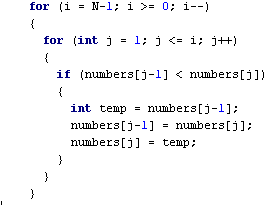 for (i = N-1; i >= 0; i--)
{
for (int j = 1; j <= i; j++)
{
if (numbers[j-1] < numbers[j])
{
int temp = numbers[j-1];
numbers[j-1] = numbers[j];
numbers[j] = temp;
}
}
}